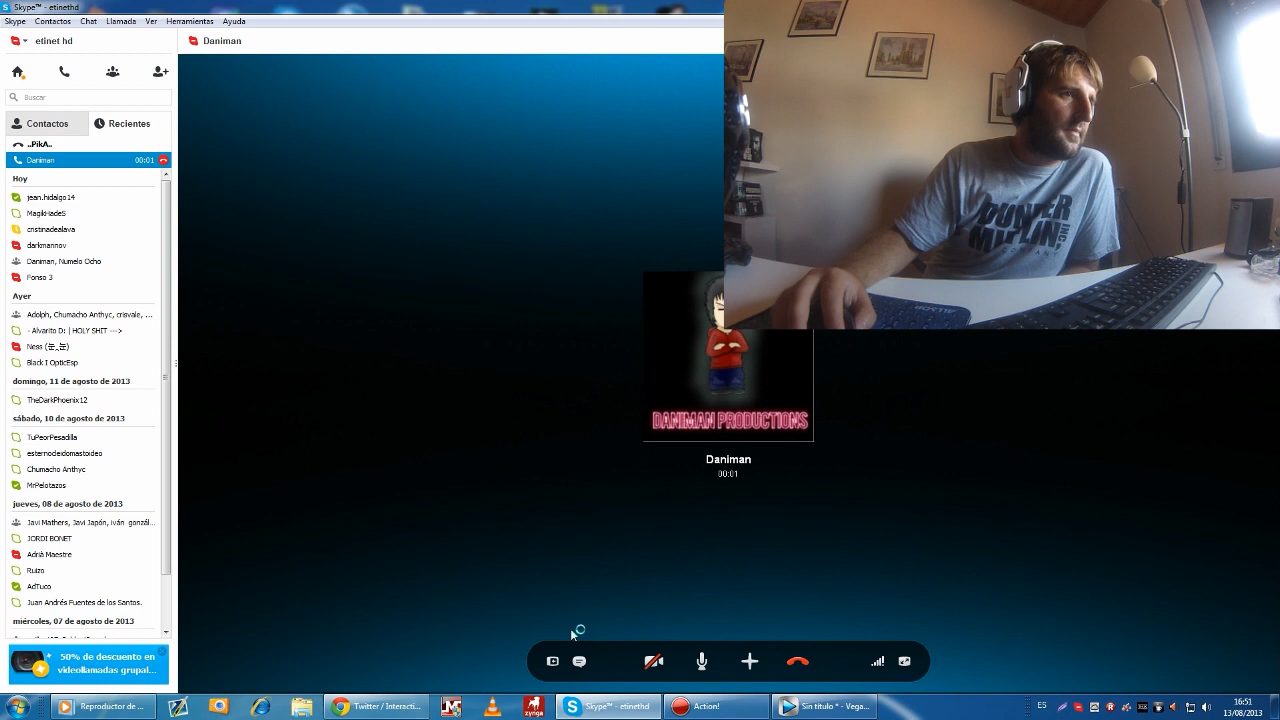 Skype™ - etinethd
Skype Contactos Chat Llamada Ver Herramientas Ayuda
etinet hd
Daniman
Buscar
Contactos
Recientes
..PikA..
Daniman 00:01
Hoy
jean.hidalgo14
MagikHadeS
cristinadealava
darkmannov
Daniman, Numelo Ocho
Fonso 3
Ayer
Adolph, Chumacho Anthyc, crisvale, ...
- Alvarito D: | HOLY SHIT --->
Ness
Black I OpticEsp
domingo, 11 de agosto de 2013
TheDarkPhoenix12
sábado, 10 de agosto de 2013
TuPeorPesadilla
esternocleidomastoideo
Chumacho Anthyc
MrPelotazos
jueves, 08 de agosto de 2013
Javi Mathers, Javi Japón, iván gonzál...
JORDI BONET
Adrià Maestre
Ruizo
AdTuco
Juan Andrés Fuentes de los Santos.
miércoles, 07 de agosto de 2013
50% de descuento en
videollamadas grupal...
DUNDER
MIFFLIN INC.
COMPANY
DANIMAN PRODUCTIONS
Daniman
00:01
Reproductor de ...
zynga
Twitter / Interacti...
Skype™ - etinethd
Action!
Sin título * - Vega...
ES
16:51
13/08/2013